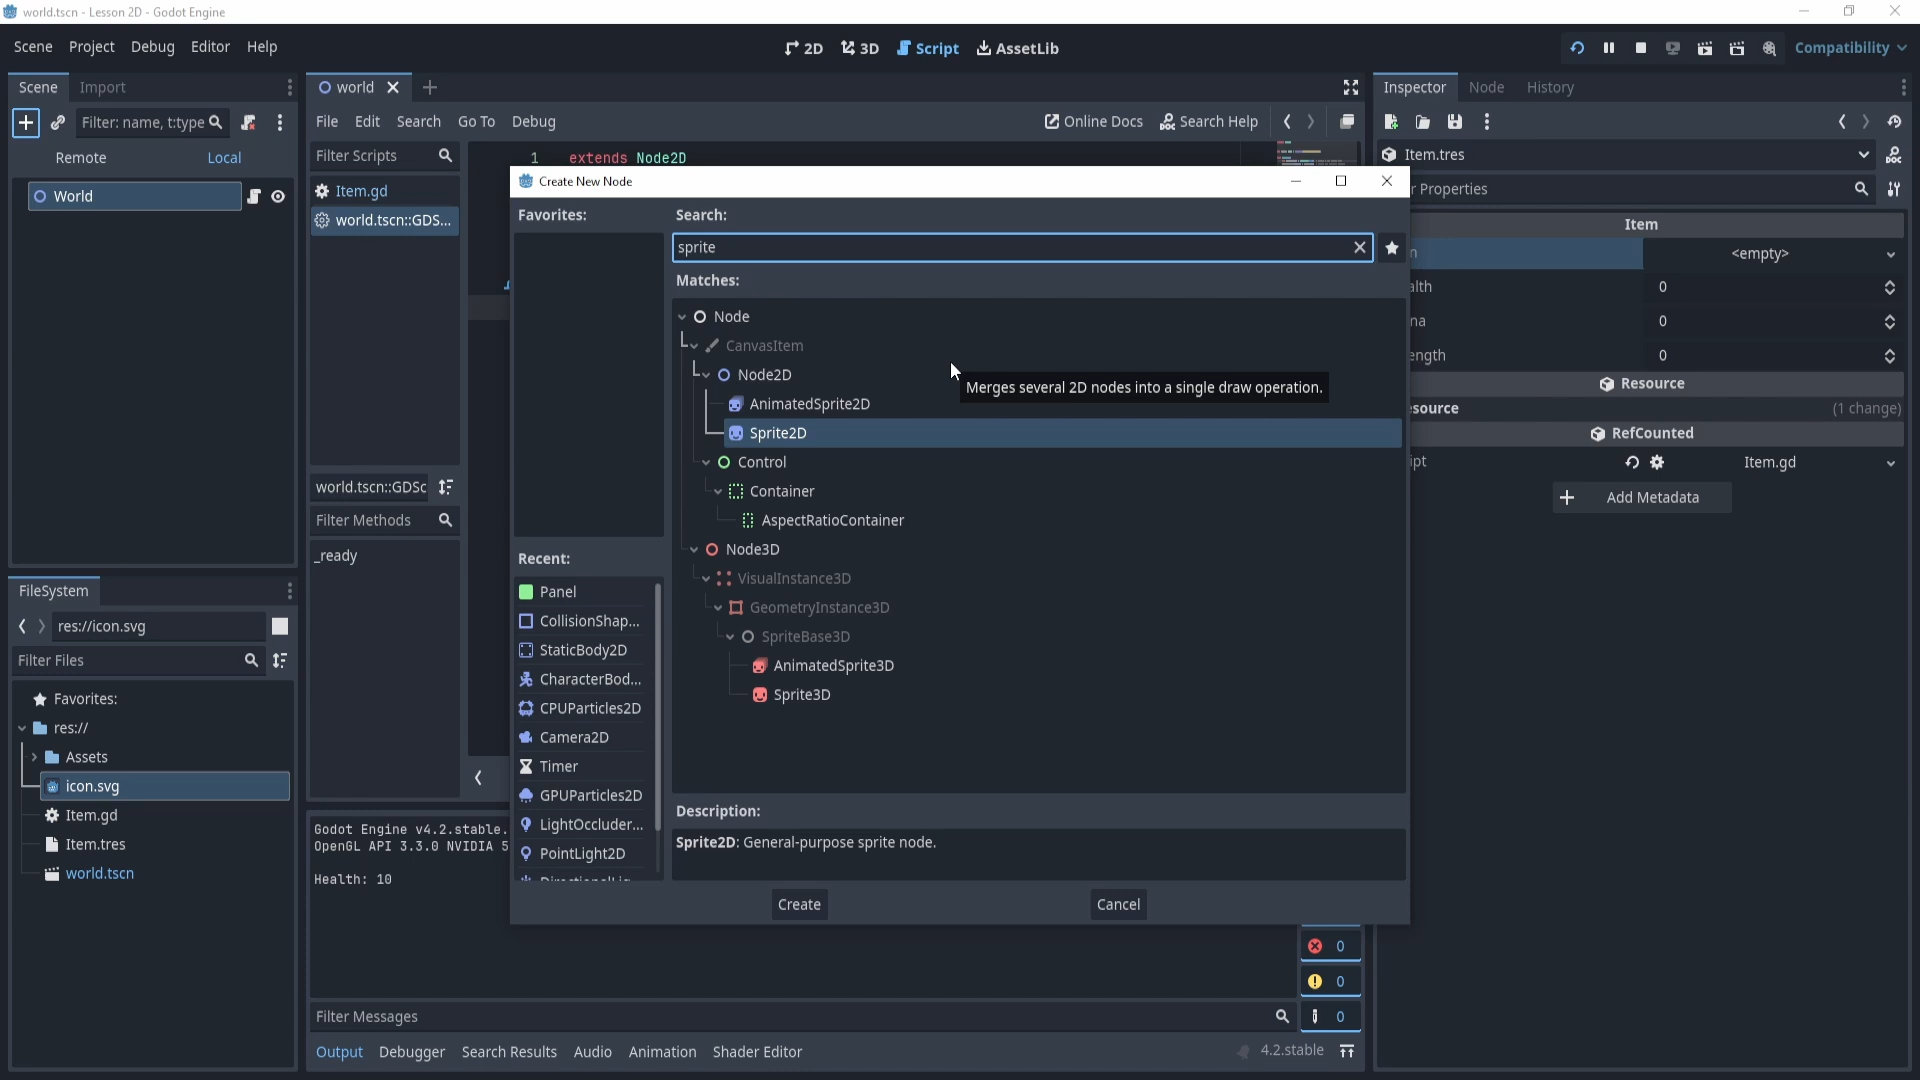 world.tscn - Lesson 2D - Godot Engine
Scene Project Debug Editor Help
2D 3D Script AssetLib
Compatibility
Scene Import
Filter: name, t:type
Remote Local
World
FileSystem
res://icon.svg
Filter Files
Favorites:
res://
Assets
icon.svg
Item.gd
Item.tres
world.tscn
world
File Edit Search Go To Debug
Online Docs Search Help
Filter Scripts
Item.gd
world.tscn::GDS...
world.tscn::GDSc
Filter Methods
_ready
1 extends Node2D
Create New Node
Favorites:
Recent:
Panel
CollisionShap...
StaticBody2D
CharacterBod...
CPUParticles2D
Camera2D
Timer
GPUParticles2D
LightOccluder...
PointLight2D
Search:
sprite
Matches:
Node
CanvasItem
Node2D
Merges several 2D nodes into a single draw operation.
AnimatedSprite2D
Sprite2D
Control
Container
AspectRatioContainer
Node3D
VisualInstance3D
GeometryInstance3D
SpriteBase3D
AnimatedSprite3D
Sprite3D
Description:
Sprite2D: General-purpose sprite node.
Create Cancel
Godot Engine v4.2.stable.
OpenGL API 3.3.0 NVIDIA 5
Health: 10
0
0
0
Filter Messages
Output Debugger Search Results Audio Animation Shader Editor
4.2.stable
Inspector Node History
Item.tres
r Properties
Item
n <empty>
alth 0
na 0
ength 0
Resource
source (1 change)
RefCounted
ipt Item.gd
Add Metadata